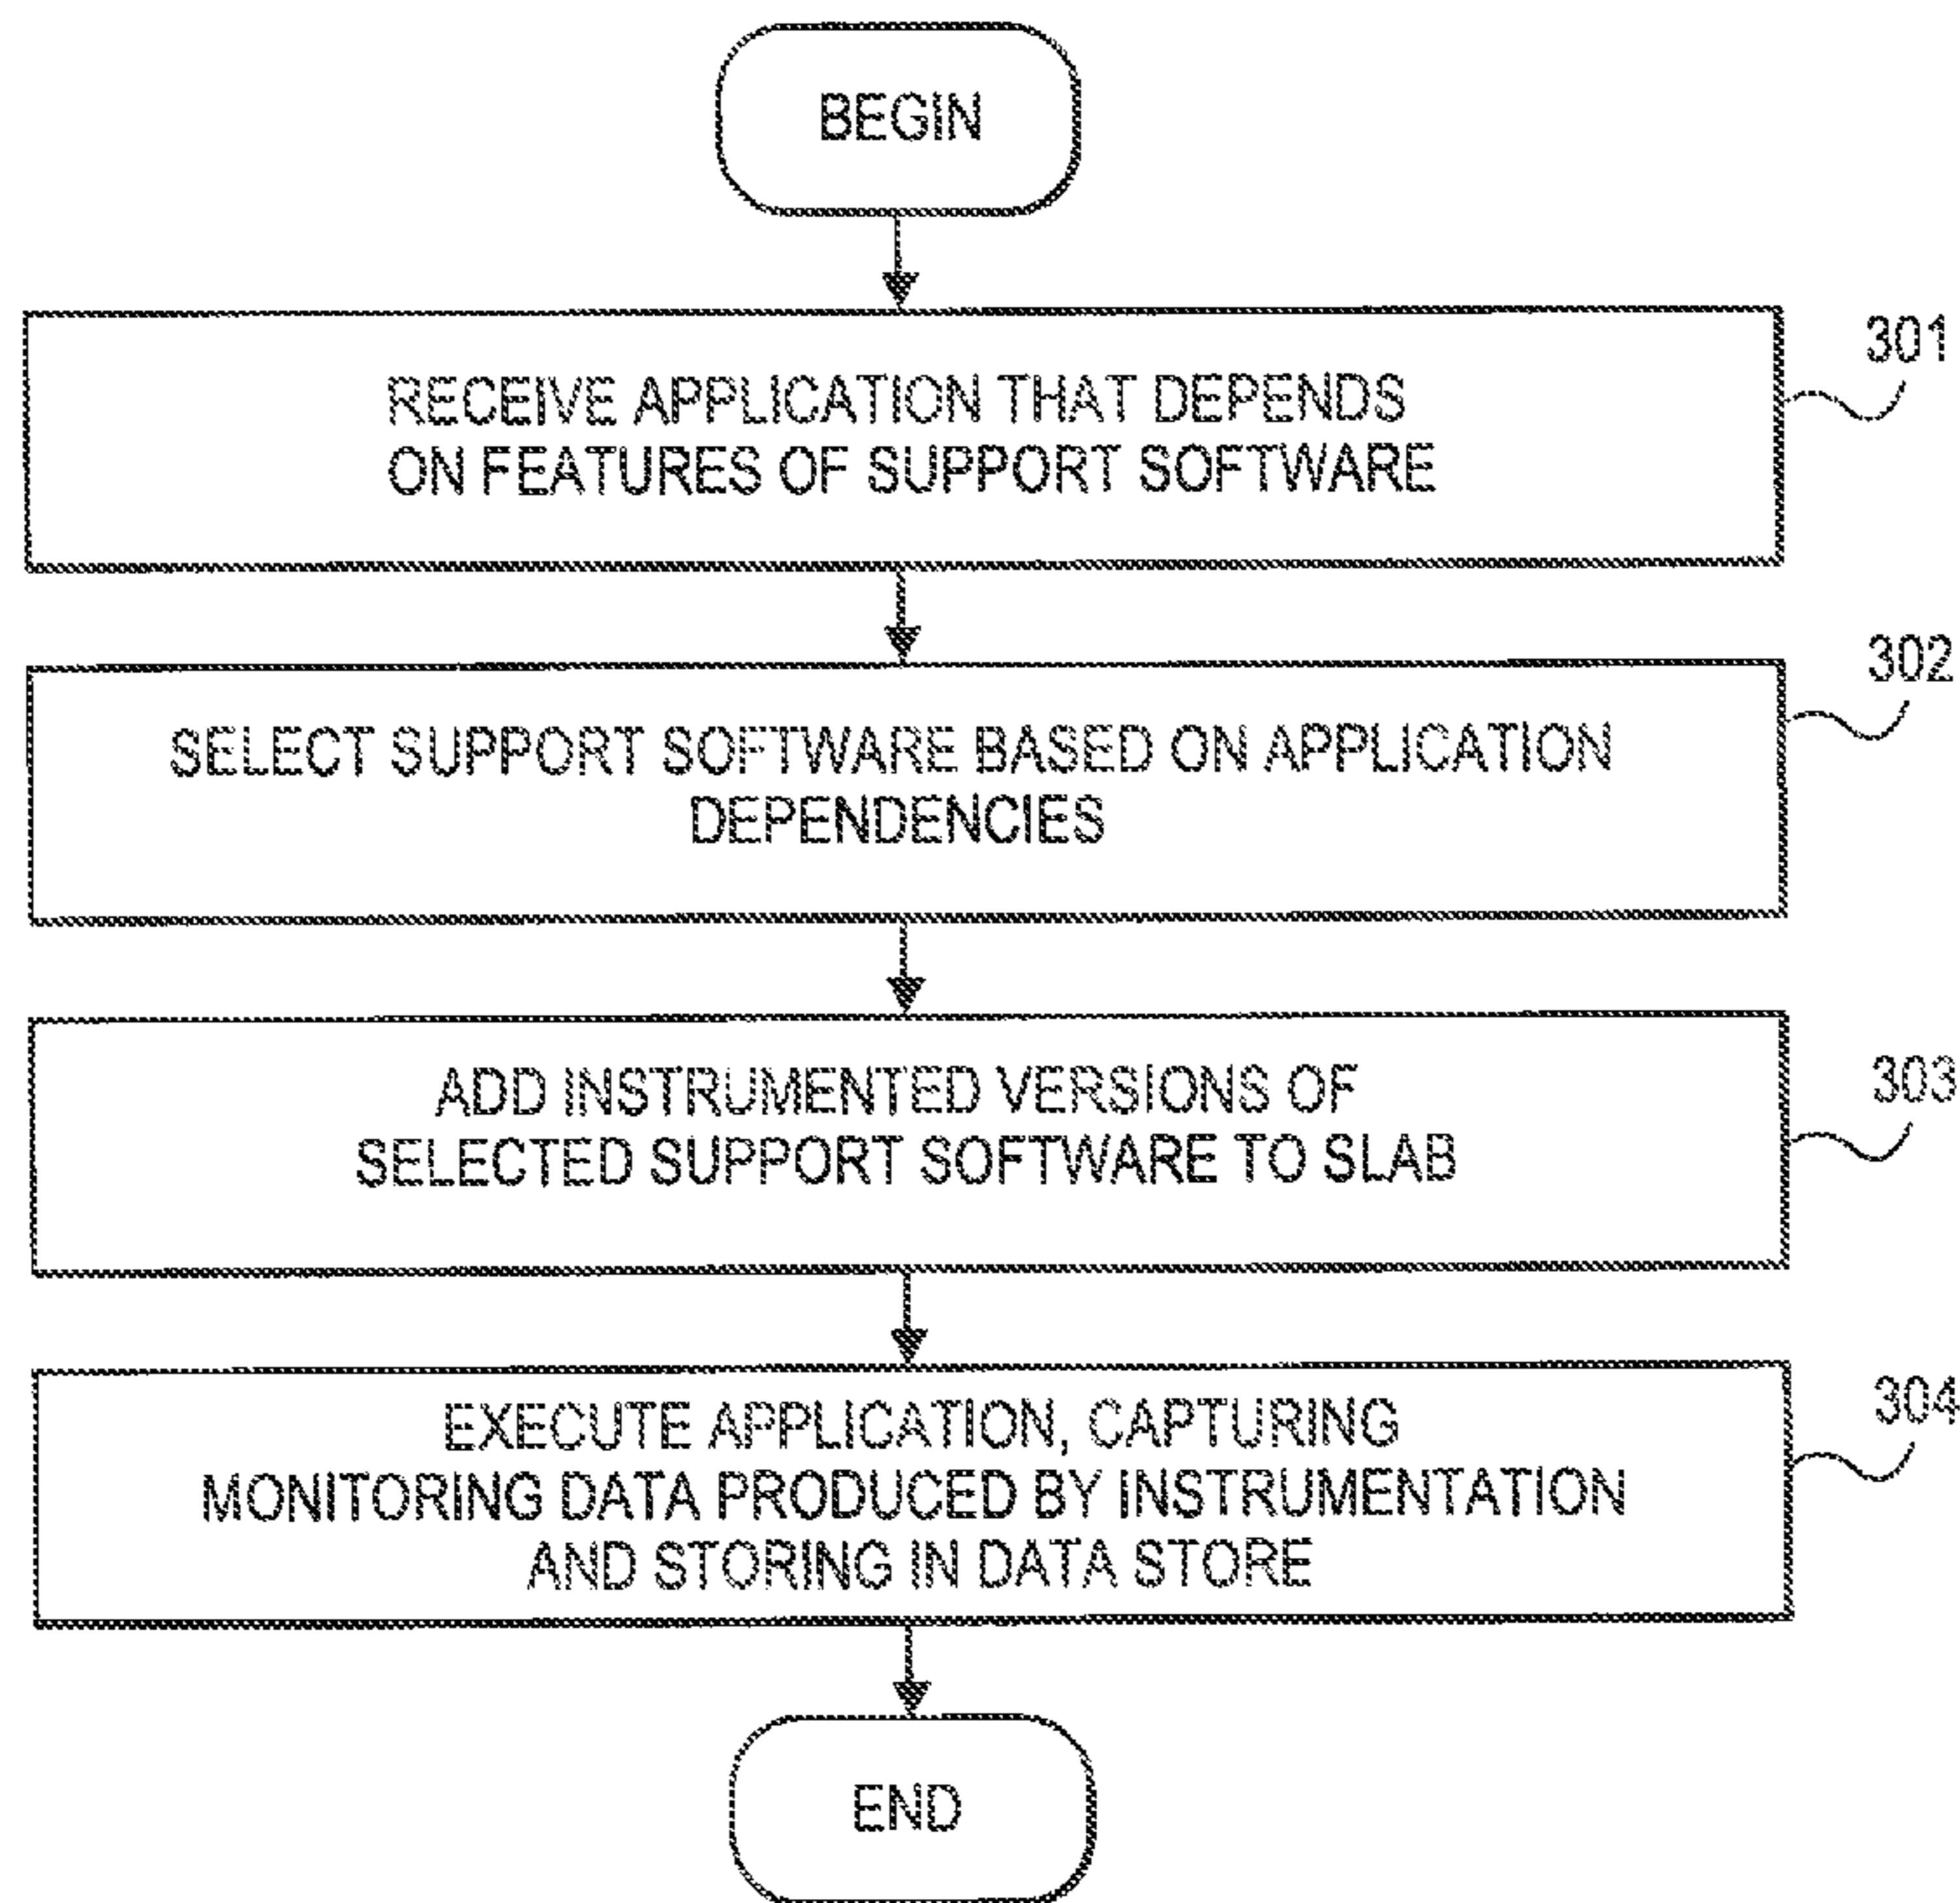 BEGIN
301
RECEIVE APPLICATION THAT DEPENDS
ON FEATURES OF SUPPORT SOFTWARE
302
SELECT SUPPORT SOFTWARE BASED ON APPLICATION
DEPENDENCIES
303
ADD INSTRUMENTED VERSIONS OF
SELECTED SUPPORT SOFTWARE TO SLAB
304
EXECUTE APPLICATION, CAPTURING
MONITORING DATA PRODUCED BY INSTRUMENTATION
AND STORING IN DATA STORE
END